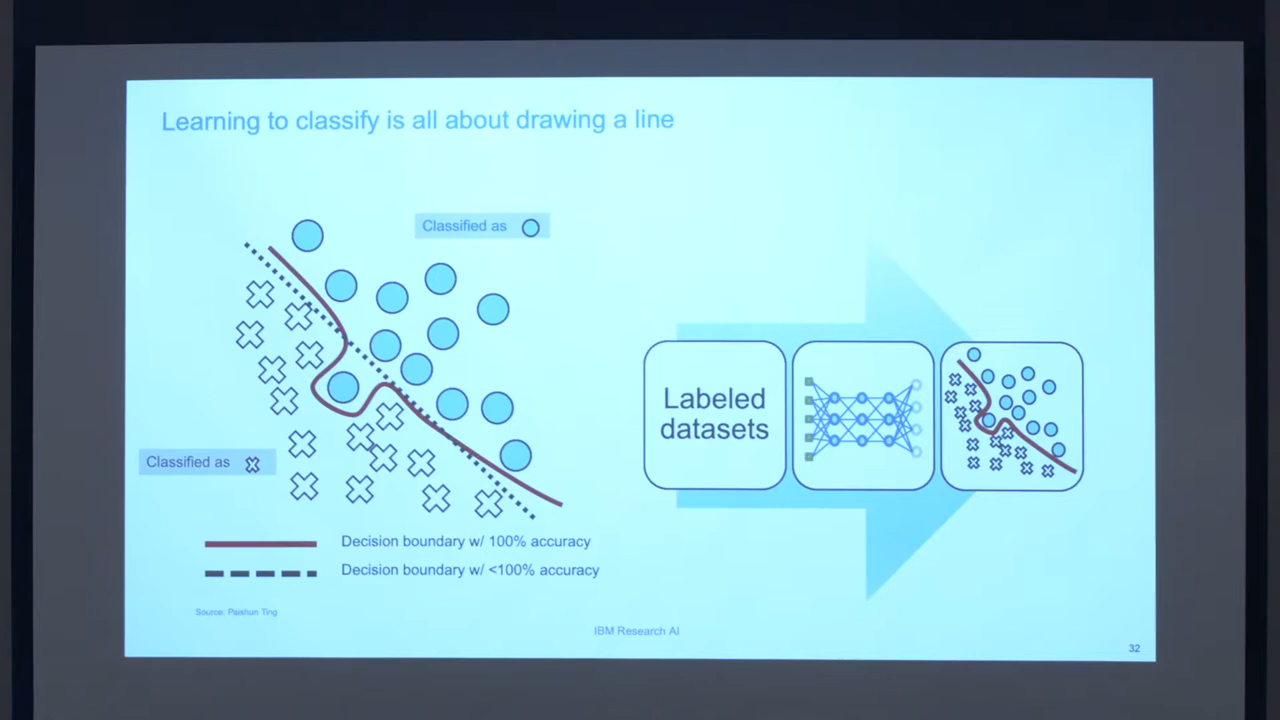 Learning to classify is all about drawing a line
Classified as
Labeled
datasets
Classified as
Decision boundary w/ 100% accuracy
Decision boundary w/ <100% accuracy
Source: Paishun Ting
IBM Research AI
32